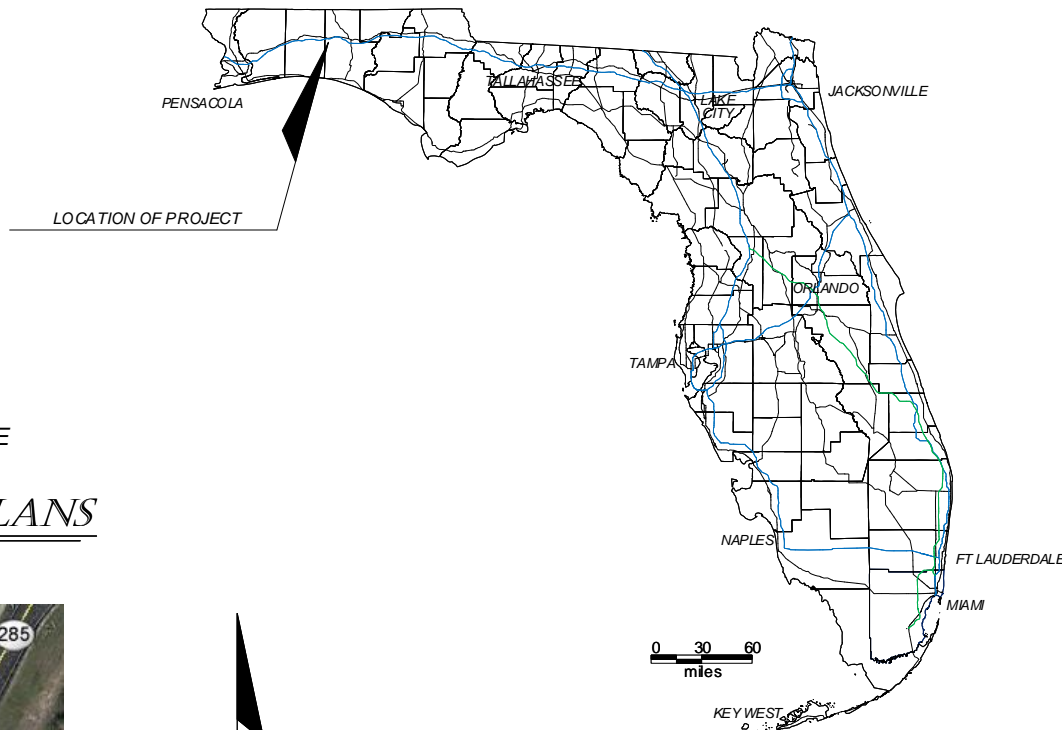 PENSACOLA
TALLAHASSEE
LAKE
CITY
JACKSONVILLE
LOCATION OF PROJECT
ORLANDO
TAMPA
E
LANS
NAPLES
FT LAUDERDALE
MIAMI
285
0 30 60
miles
KEY WEST